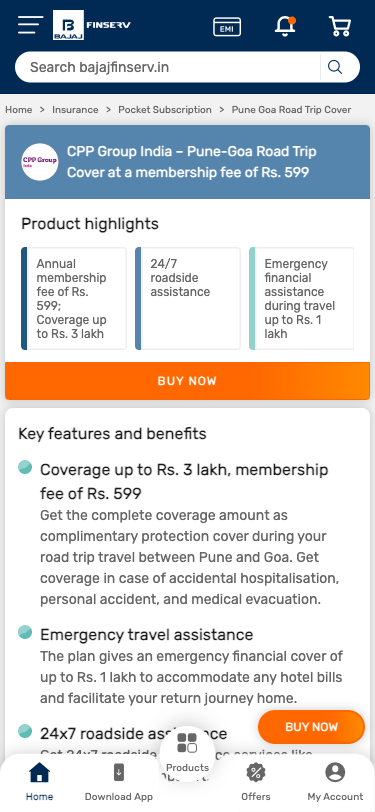 BAJAJ
FINSERV
EMI
Search bajajfinserv.in
Home > Insurance > Pocket Subscription > Pune Goa Road Trip Cover
CPP Group
India
CPP Group India – Pune-Goa Road Trip
Cover at a membership fee of Rs. 599
Product highlights
Annual
membership
fee of Rs.
599;
Coverage up
to Rs. 3 lakh
24/7
roadside
assistance
Emergency
financial
assistance
during travel
up to Rs. 1
lakh
BUY NOW
Key features and benefits
Coverage up to Rs. 3 lakh, membership
fee of Rs. 599
Get the complete coverage amount as
complimentary protection cover during your
road trip travel between Pune and Goa. Get
coverage in case of accidental hospitalisation,
personal accident, and medical evacuation.
Emergency travel assistance
The plan gives an emergency financial cover of
up to Rs. 1 lakh to accommodate any hotel bills
and facilitate your return journey home.
BUY NOW
24x7 roadside
Products
Home
Download App
Offers
My Account